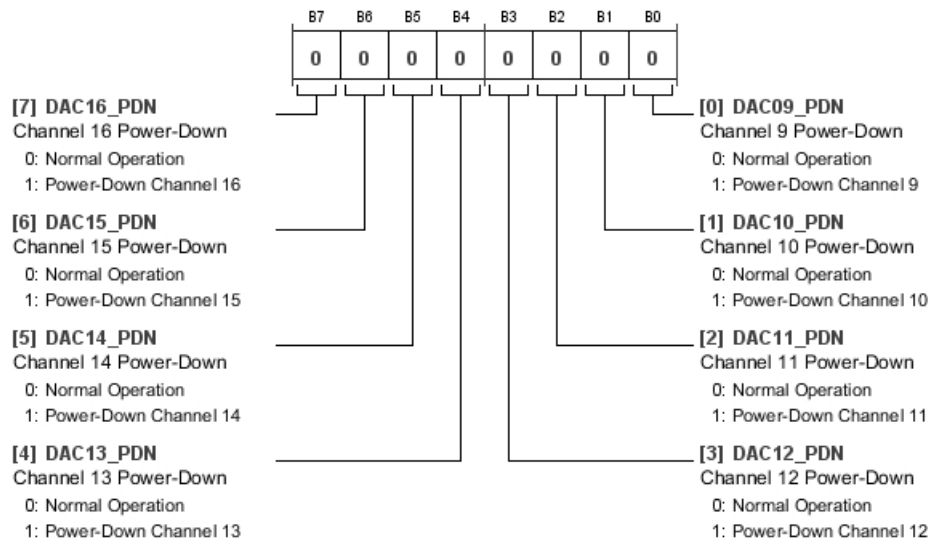 B7 B6 B5 B4 B3 B2 B1 B0
0 0 0 0 0 0 0 0
[7] DAC16_PDN
Channel 16 Power-Down
0: Normal Operation
1: Power-Down Channel 16
[6] DAC15_PDN
Channel 15 Power-Down
0: Normal Operation
1: Power-Down Channel 15
[5] DAC14_PDN
Channel 14 Power-Down
0: Normal Operation
1: Power-Down Channel 14
[4] DAC13_PDN
Channel 13 Power-Down
0: Normal Operation
1: Power-Down Channel 13
[0] DAC09_PDN
Channel 9 Power-Down
0: Normal Operation
1: Power-Down Channel 9
[1] DAC10_PDN
Channel 10 Power-Down
0: Normal Operation
1: Power-Down Channel 10
[2] DAC11_PDN
Channel 11 Power-Down
0: Normal Operation
1: Power-Down Channel 11
[3] DAC12_PDN
Channel 12 Power-Down
0: Normal Operation
1: Power-Down Channel 12